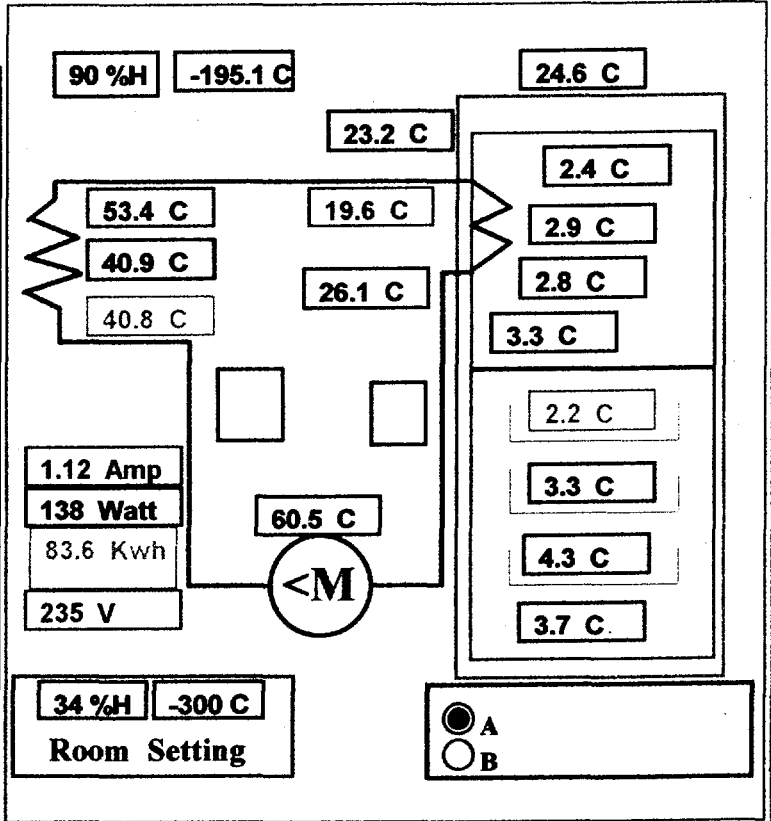 90 %H -195.1 C 24.6 C
23.2 C
2.4 C
53.4 C 19.6 C 2.9 C
40.9 C 26.1 C 2.8 C
40.8 C 3.3 C
2.2 C
1.12 Amp 3.3 C
138 Watt 60.5 C
83.6 Kwh 4.3 C
<M
235 V 3.7 C
34 %H -300 C
Room Setting
A
B